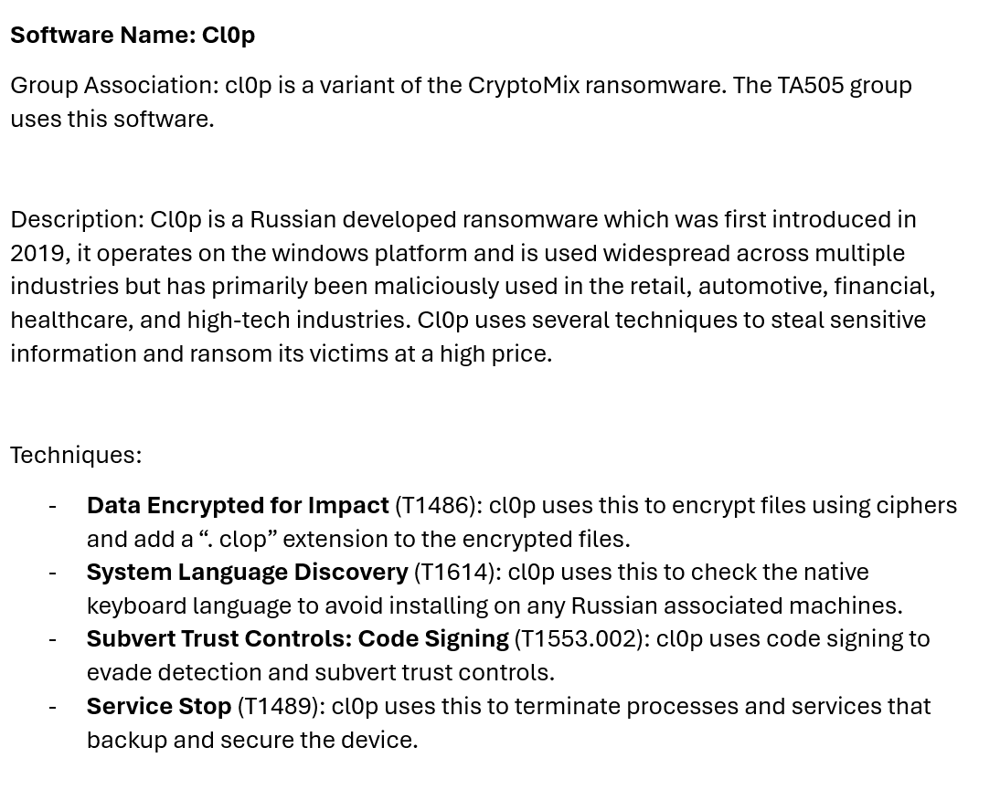 Software Name: Cl0p
Group Association: cl0p is a variant of the CryptoMix ransomware. The TA505 group
uses this software.
Description: Cl0p is a Russian developed ransomware which was first introduced in
2019, it operates on the windows platform and is used widespread across multiple
industries but has primarily been maliciously used in the retail, automotive, financial,
healthcare, and high-tech industries. Cl0p uses several techniques to steal sensitive
information and ransom its victims at a high price.
Techniques:
- Data Encrypted for Impact (T1486): cl0p uses this to encrypt files using ciphers
and add a “. clop” extension to the encrypted files.
- System Language Discovery (T1614): cl0p uses this to check the native
keyboard language to avoid installing on any Russian associated machines.
- Subvert Trust Controls: Code Signing (T1553.002): cl0p uses code signing to
evade detection and subvert trust controls.
- Service Stop (T1489): cl0p uses this to terminate processes and services that
backup and secure the device.